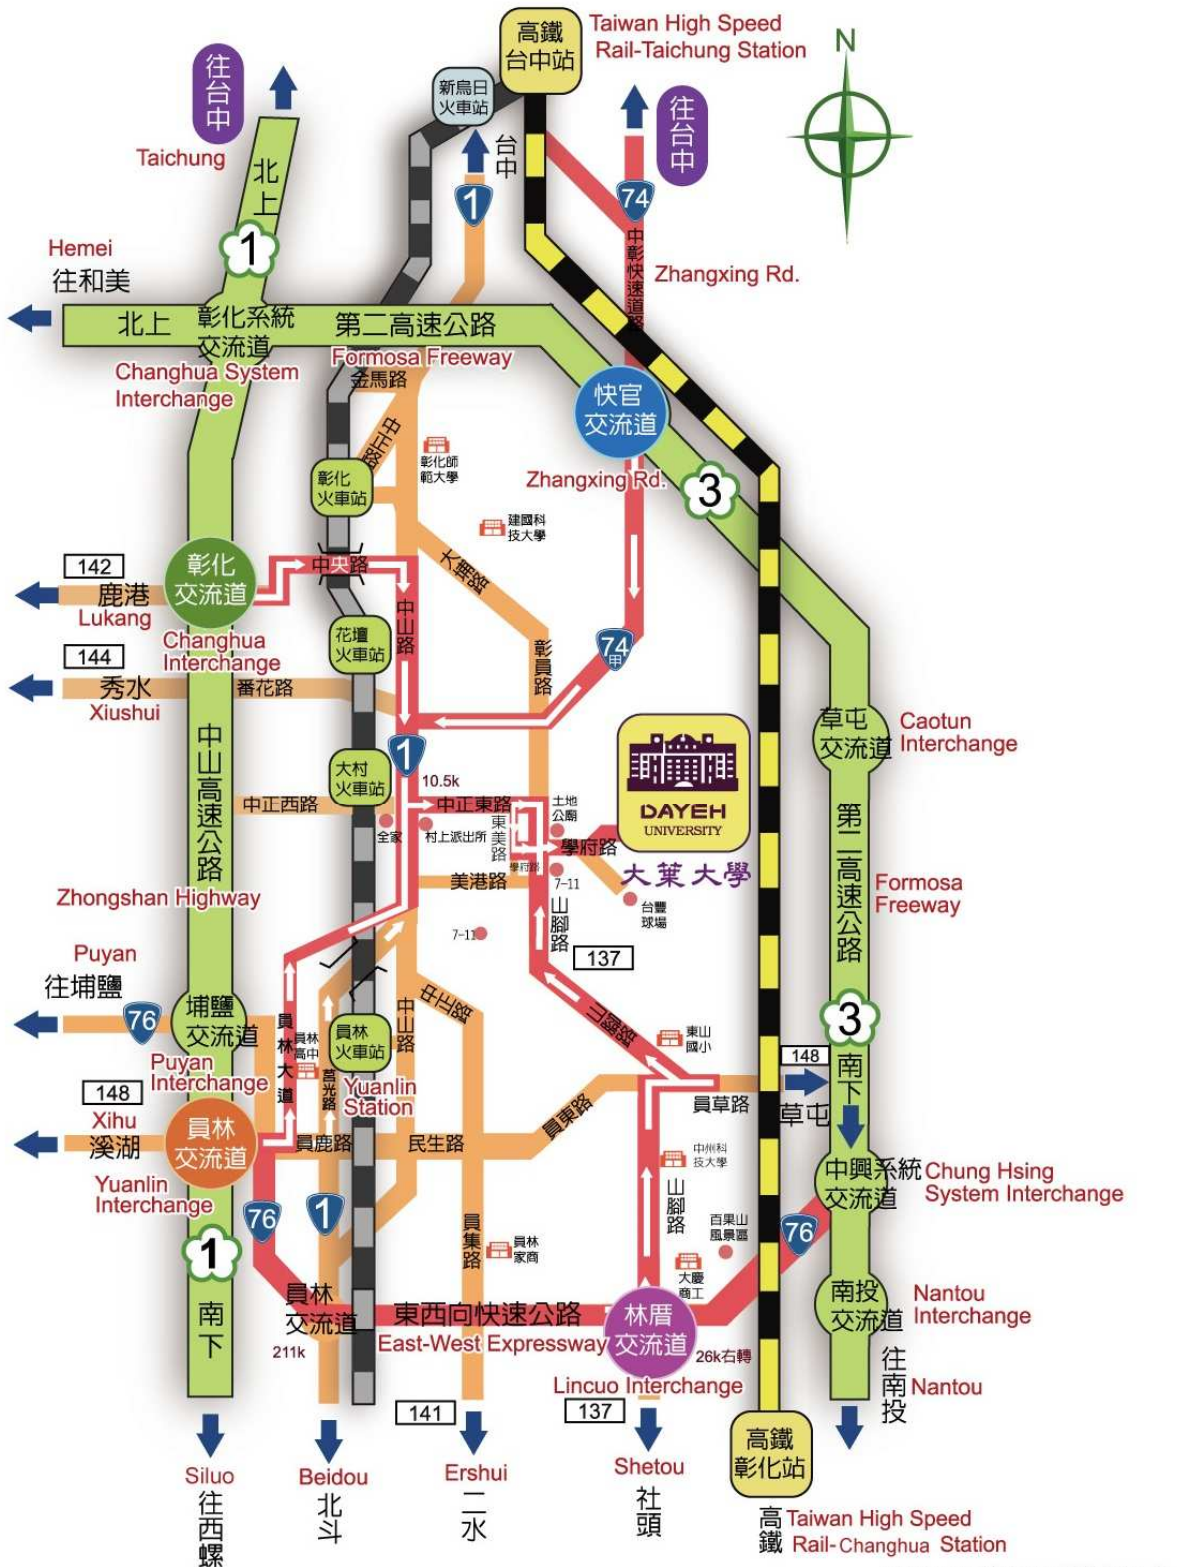 高鐵
台中站
Taiwan High Speed
Rail-Taichung Station
N
往台中
Taichung
新烏日
火車站
台中
1
往台中
74
中彰快速道路
Zhangxing Rd.
北上
1
Hemei
往和美
北上
彰化系統
交流道
第二高速公路
Formosa Freeway
Changhua System
Interchange
金馬路
中正路
快官
交流道
Zhangxing Rd.
3
彰化師
範大學
彰化
火車站
建國科
技大學
142
鹿港
Lukang
彰化
交流道
Changhua
Interchange
中央路
大埔路
中山路
花壇
火車站
彰員路
74
甲
144
秀水
Xiushui
番花路
草屯
交流道
Caotun
Interchange
1
10.5k
大村
火車站
DAYEH
UNIVERSITY
大葉大學
中山高速公路
中正西路
中正東路
土地
公廟
全家
村上派出所
東美路
學府路
學府路
7-11
美港路
台豐
球場
第二高速公路
Formosa
Freeway
Zhongshan Highway
7-11
山腳路
137
Puyan
往埔鹽
76
埔鹽
交流道
Puyan
Interchange
員林大道
員林
高中
莒光路
員林
火車站
Yuanlin
Station
中山路
中正路
山腳路
東山
國小
148
3
南下
148
Xihu
溪湖
員林
交流道
Yuanlin
Interchange
員鹿路
民生路
員東路
員草路
草屯
中州科
技大學
中興系統
交流道
Chung Hsing
System Interchange
76
1
山腳路
百果山
風景區
76
1
南下
員集路
員林
家商
大慶
商工
員林
交流道
211k
東西向快速公路
East-West Expressway
林厝
交流道
26k右轉
Lincuo Interchange
南投
交流道
Nantou
Interchange
往南投
Nantou
141
137
高鐵
彰化站
Siluo
往西螺
Beidou
北斗
Ershui
二水
Shetou
社頭
高鐵
Taiwan High Speed
Rail-Changhua Station